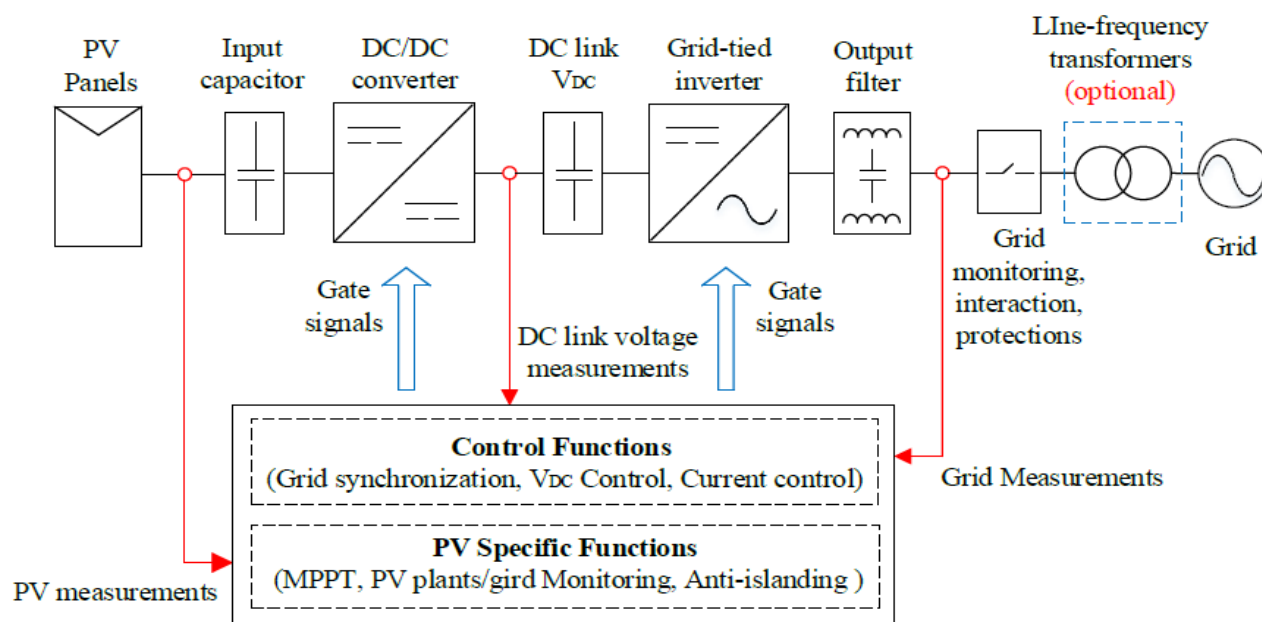 PV
Panels
Input
capacitor
DC/DC
converter
DC link
VDC
Grid-tied
inverter
Output
filter
LIne-frequency
transformers
(optional)
Gate
signals
DC link voltage
measurements
Gate
signals
Grid
monitoring,
interaction,
protections
Grid
Control Functions
(Grid synchronization, VDC Control, Current control)
Grid Measurements
PV Specific Functions
(MPPT, PV plants/gird Monitoring, Anti-islanding )
PV measurements